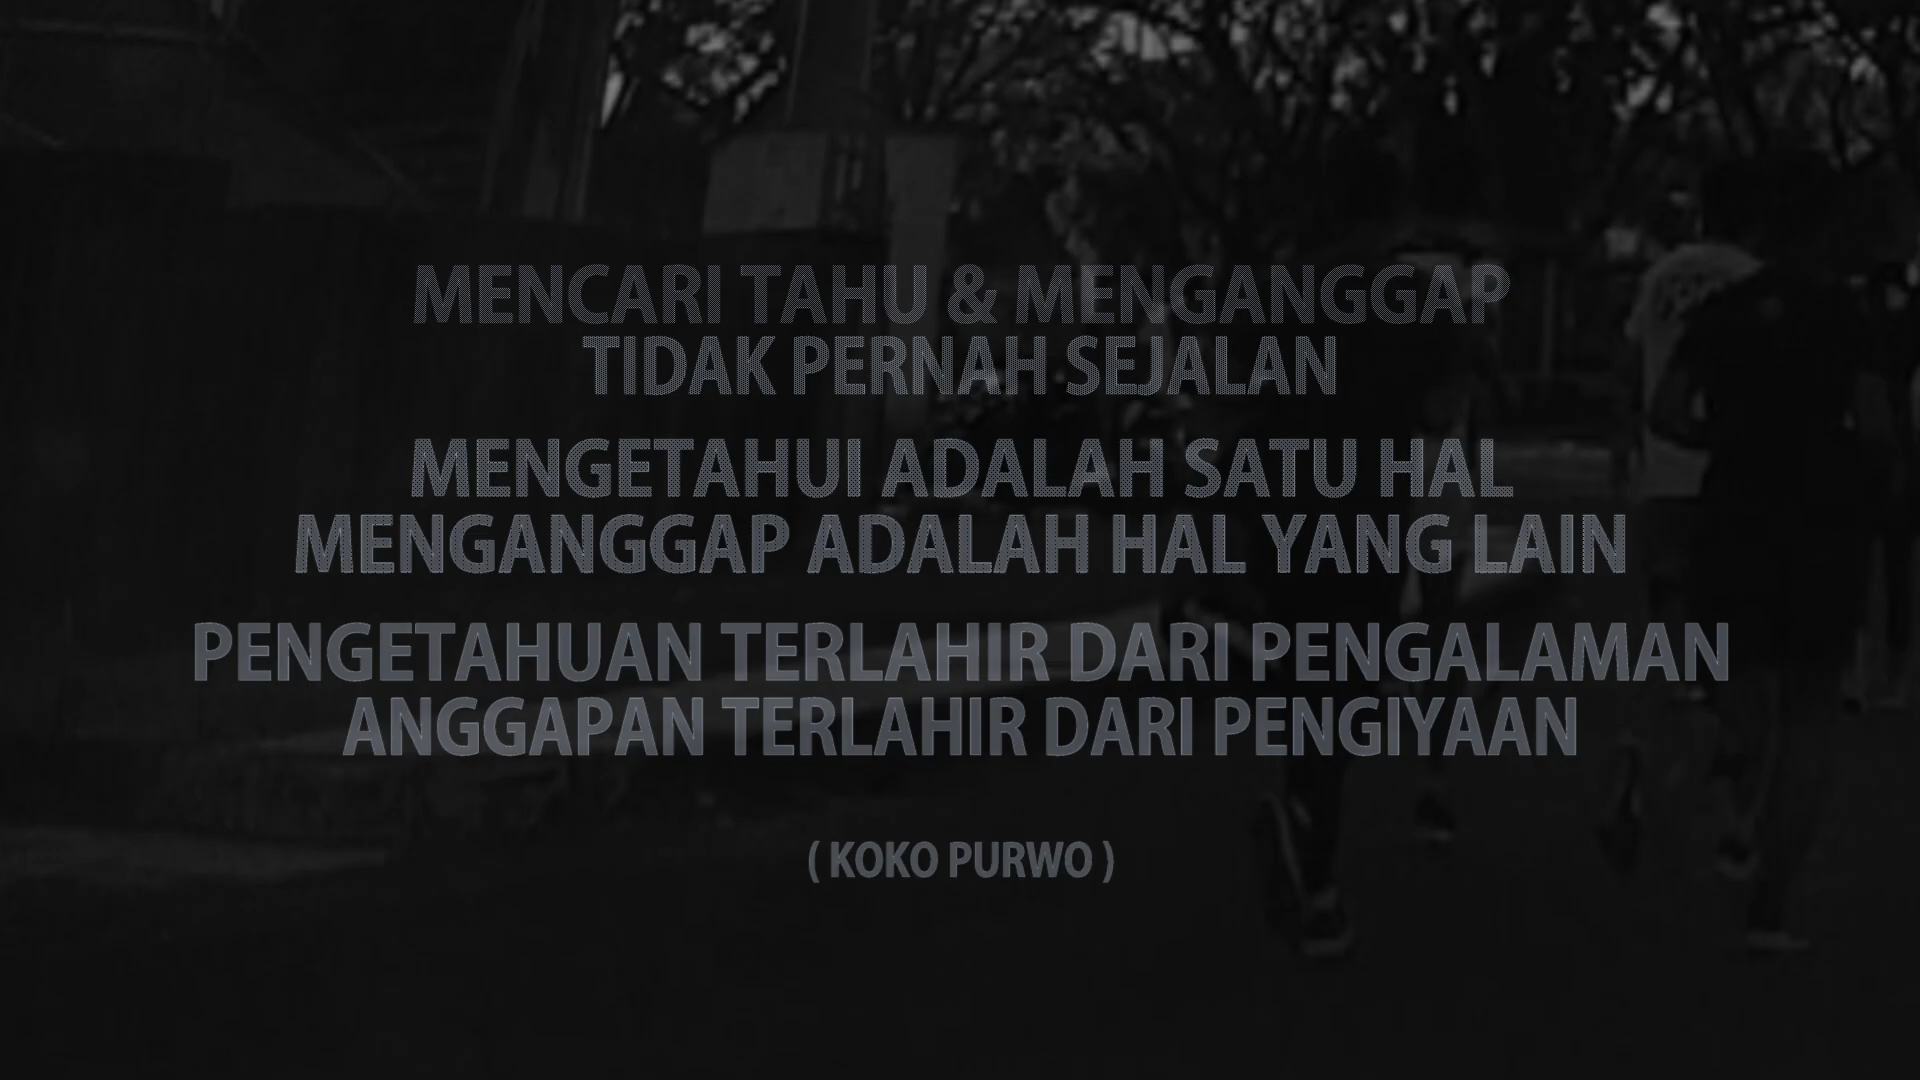 MENCARI TAHU & MENGANGGAP
TIDAK PERNAH SEJALAN
MENGETAHUI ADALAH SATU HAL
MENGANGGAP ADALAH HAL YANG LAIN
PENGETAHUAN TERLAHIR DARI PENGALAMAN
ANGGAPAN TERLAHIR DARI PENGIYAAN
( KOKO PURWO )